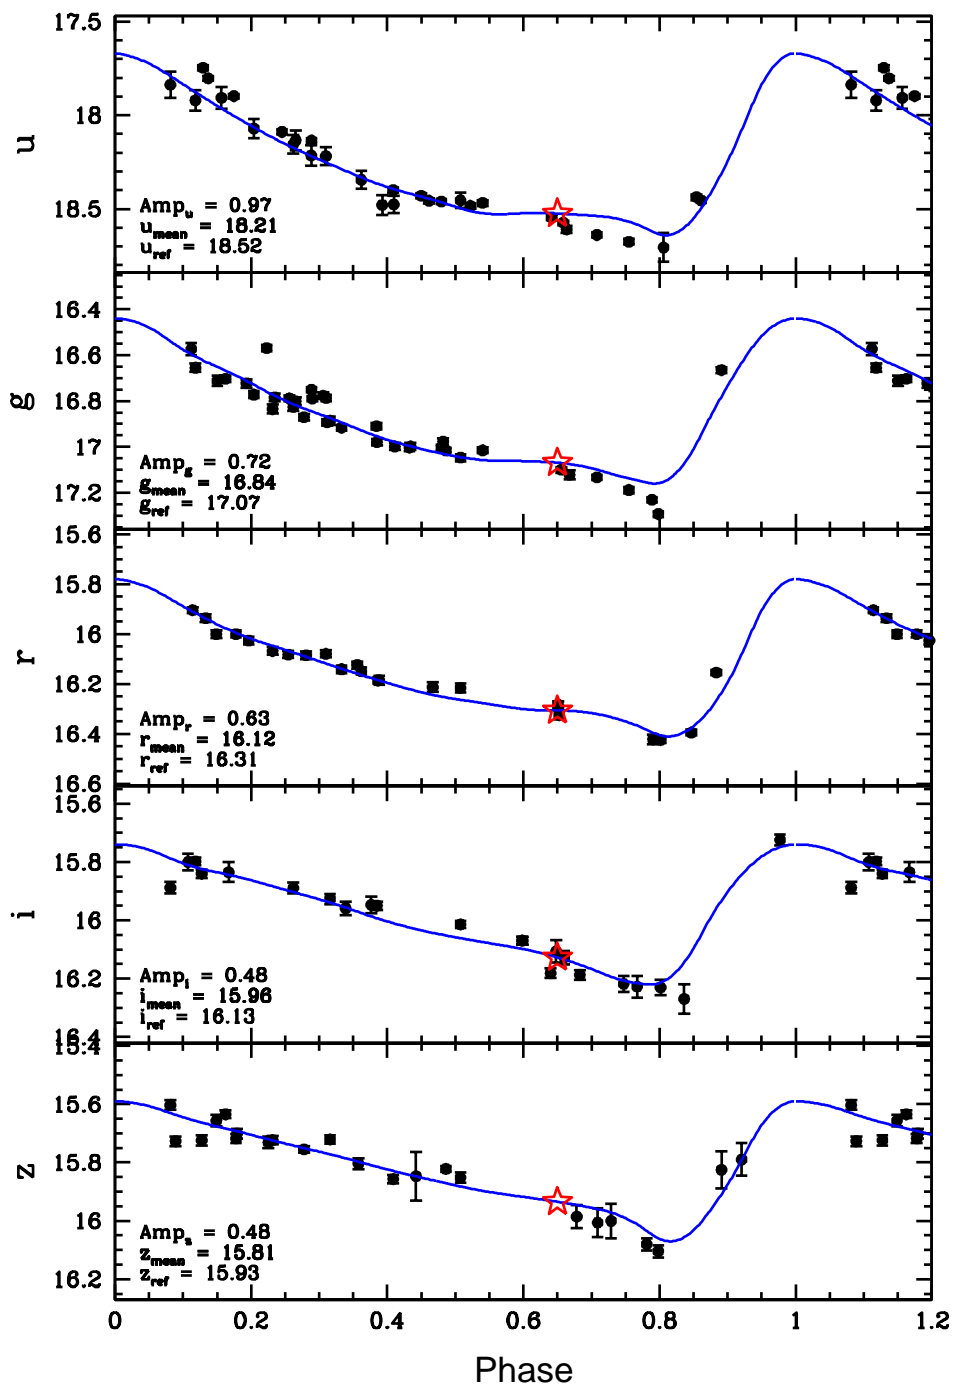 17.5
18
18.5
u
Amp_u = 0.97
u_mean = 18.21
u_ref = 18.52
16.4
16.6
16.8
17
17.2
g
Amp_g = 0.72
g_mean = 16.84
g_ref = 17.07
15.6
15.8
16
16.2
16.4
16.6
r
Amp_r = 0.63
r_mean = 16.12
r_ref = 16.31
15.6
15.8
16
16.2
16.4
i
Amp_i = 0.48
i_mean = 15.96
i_ref = 16.13
15.4
15.6
15.8
16
16.2
z
Amp_z = 0.48
z_mean = 15.81
z_ref = 15.93
0 0.2 0.4 0.6 0.8 1 1.2
Phase